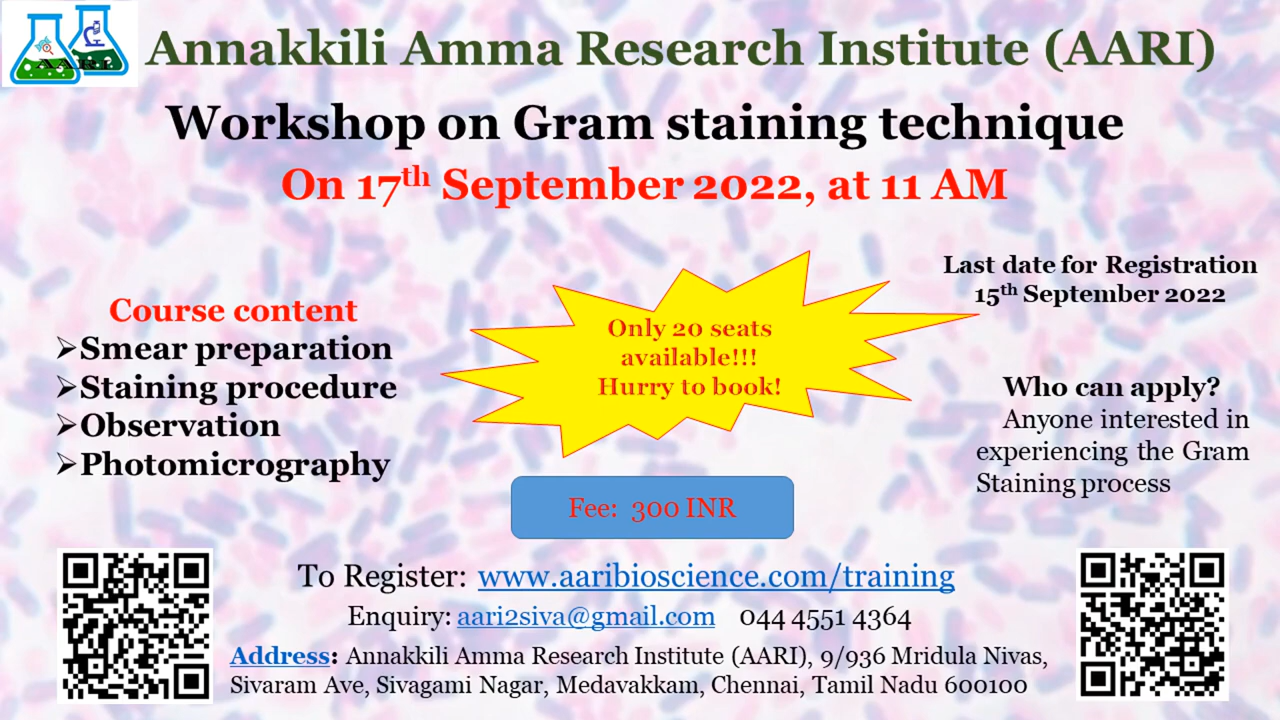 AARI
Annakkili Amma Research Institute (AARI)
Workshop on Gram staining technique
On 17th September 2022, at 11 AM
Last date for Registration
15th September 2022
Course content
➢Smear preparation
➢Staining procedure
➢Observation
➢Photomicrography
Only 20 seats
available!!!
Hurry to book!
Who can apply?
Anyone interested in
experiencing the Gram
Staining process
Fee: 300 INR
To Register: www.aaribioscience.com/training
Enquiry: aari2siva@gmail.com 044 4551 4364
Address: Annakkili Amma Research Institute (AARI), 9/936 Mridula Nivas,
Sivaram Ave, Sivagami Nagar, Medavakkam, Chennai, Tamil Nadu 600100